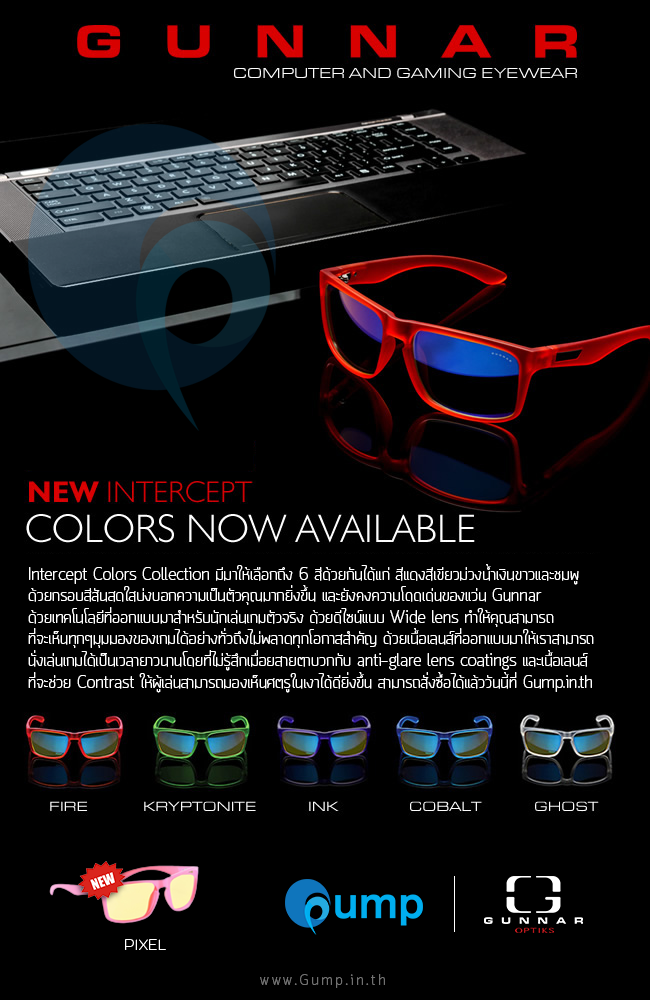 GUNNAR
COMPUTER AND GAMING EYEWEAR
NEW INTERCEPT
COLORS NOW AVAILABLE
Intercept Colors Collection มีมาให้เลือกถึง 6 สีด้วยกันได้แก่ สีแดงสีเขียวม่วงน้ำเงินขาวและชมพู
ด้วยกรอบสีสันสดใสบ่งบอกความเป็นตัวคุณมากยิ่งขึ้น และยังคงความโดดเด่นของแว่น Gunnar
ด้วยเทคโนโลยีที่ออกแบบมาสำหรับนักเล่นเกมตัวจริง ด้วยดีไซน์แบบ Wide lens ทำให้คุณสามารถ
ที่จะเห็นทุกๆมุมมองของเกมได้อย่างทั่วถึงไม่พลาดทุกโอกาสสำคัญ ด้วยเนื้อเลนส์ที่ออกแบบมาให้เราสามารถ
นั่งเล่นเกมได้เป็นเวลายาวนานโดยที่ไม่รู้สึกเมื่อยสายตาบวกกับ anti-glare lens coatings และเนื้อเลนส์
ที่จะช่วย Contrast ให้ผู้เล่นสามารถมองเห็นศตรูในเงาได้ดียิ่งขึ้น สามารถสั่งซื้อได้แล้ววันนี้ที่ Gump.in.th
FIRE
KRYPTONITE
INK
COBALT
GHOST
NEW
PIXEL
Gump
GUNNAR
OPTIKS
www.Gump.in.th